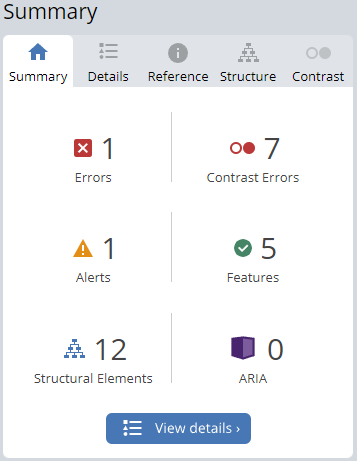 Summary
Summary Details Reference Structure Contrast
1 7
Errors Contrast Errors
1 5
Alerts Features
12 0
Structural Elements ARIA
View details ›